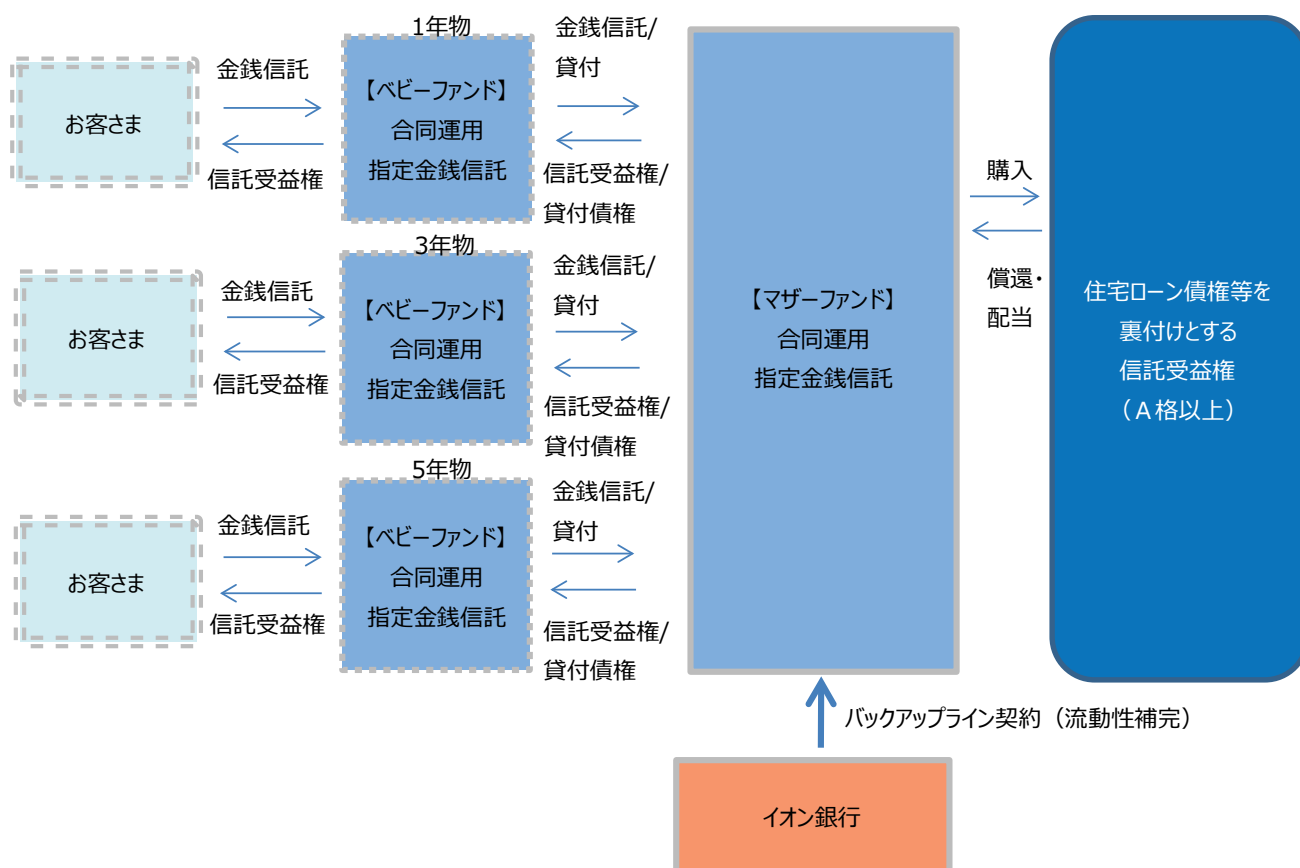 1年物
お客さま
金銭信託
信託受益権
【ベビーファンド】
合同運用
指定金銭信託
金銭信託/
貸付
信託受益権/
貸付債権
3年物
お客さま
金銭信託
信託受益権
【ベビーファンド】
合同運用
指定金銭信託
金銭信託/
貸付
信託受益権/
貸付債権
5年物
お客さま
金銭信託
信託受益権
【ベビーファンド】
合同運用
指定金銭信託
金銭信託/
貸付
信託受益権/
貸付債権
【マザーファンド】
合同運用
指定金銭信託
購入
償還・
配当
住宅ローン債権等を
裏付けとする
信託受益権
（A格以上）
バックアップライン契約（流動性補完）
イオン銀行